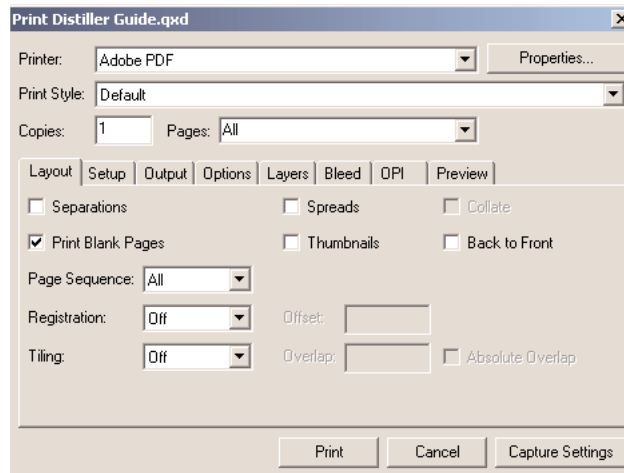 Print Distiller Guide.qxd
Printer: Adobe PDF Properties...
Print Style: Default
Copies: 1 Pages: All
Layout Setup Output Options Layers Bleed OPI Preview
Separations Spreads Collate
Print Blank Pages Thumbnails Back to Front
Page Sequence: All
Registration: Off Offset:
Tiling: Off Overlap: Absolute Overlap
Print Cancel Capture Settings